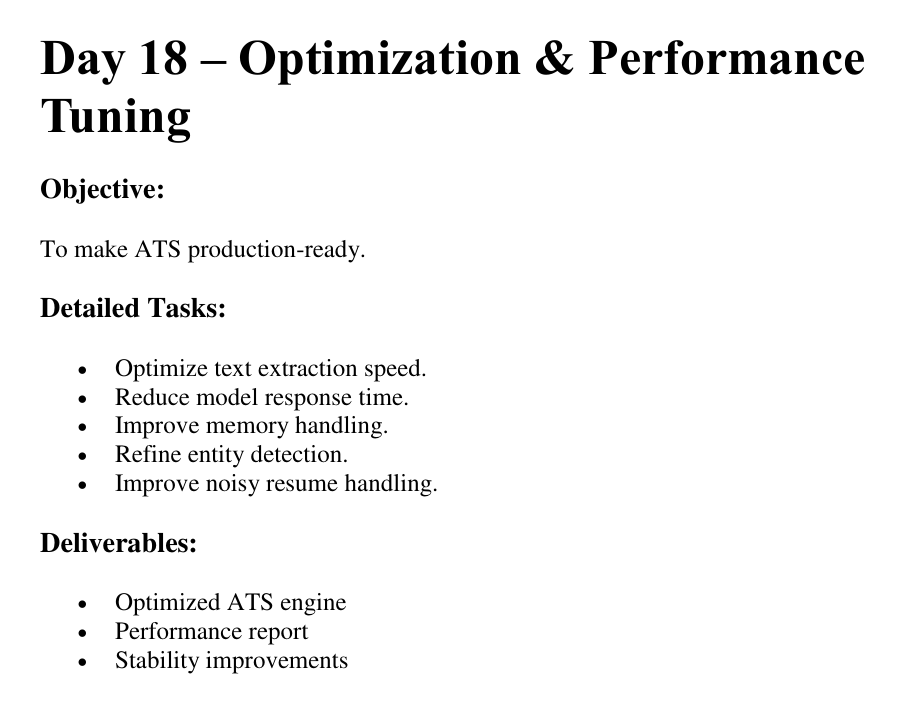 Day 18 – Optimization & Performance
Tuning
Objective:
To make ATS production-ready.
Detailed Tasks:
• Optimize text extraction speed.
• Reduce model response time.
• Improve memory handling.
• Refine entity detection.
• Improve noisy resume handling.
Deliverables:
• Optimized ATS engine
• Performance report
• Stability improvements